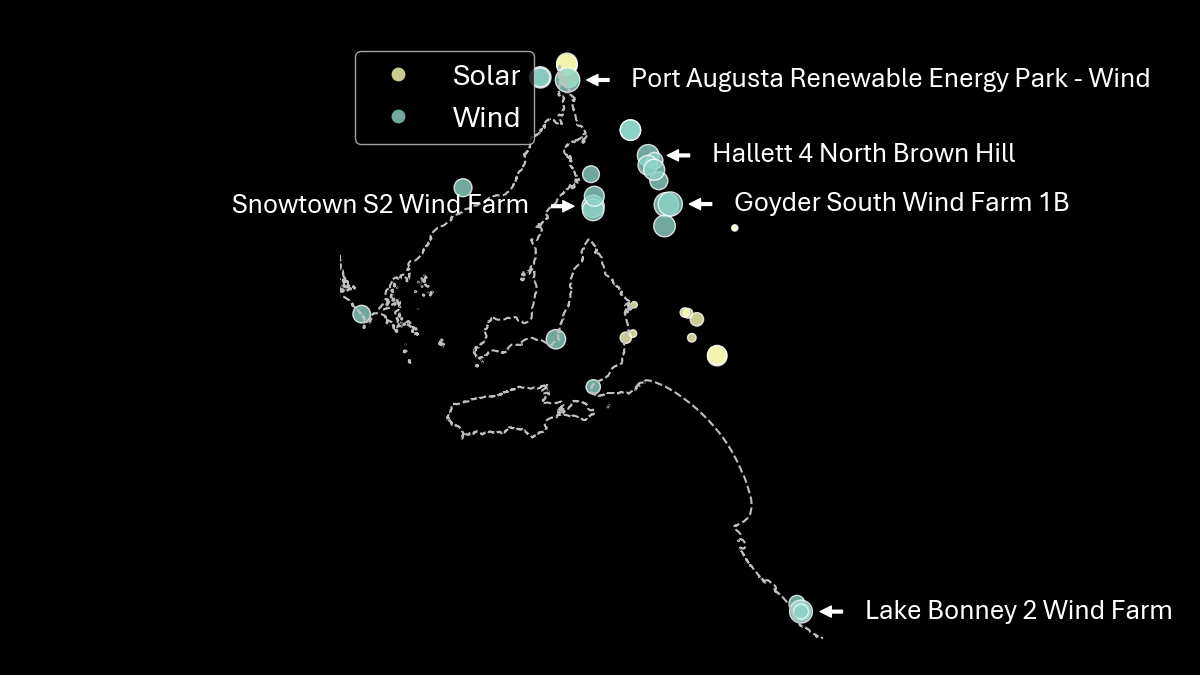 Solar
Wind
Port Augusta Renewable Energy Park - Wind
Hallett 4 North Brown Hill
Snowtown S2 Wind Farm
Goyder South Wind Farm 1B
Lake Bonney 2 Wind Farm